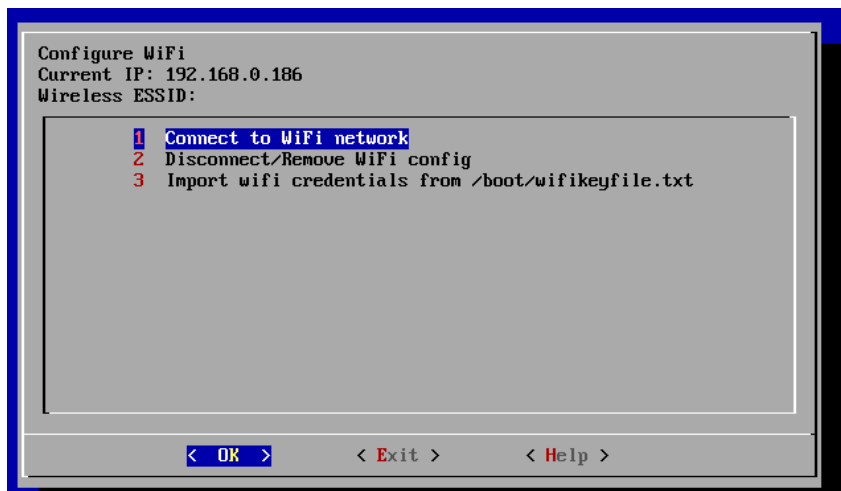 Configure WiFi
Current IP: 192.168.0.186
Wireless ESSID:
1 Connect to WiFi network
2 Disconnect/Remove WiFi config
3 Import wifi credentials from /boot/wifikeyfile.txt
< OK > < Exit > < Help >